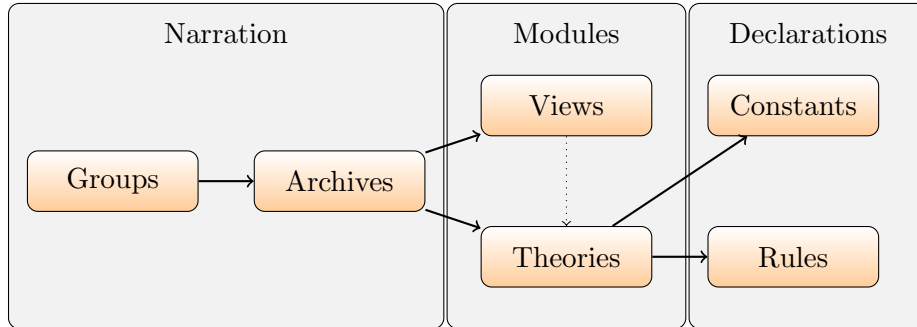 Narration
Modules
Declarations
Views
Constants
Groups
Archives
Theories
Rules